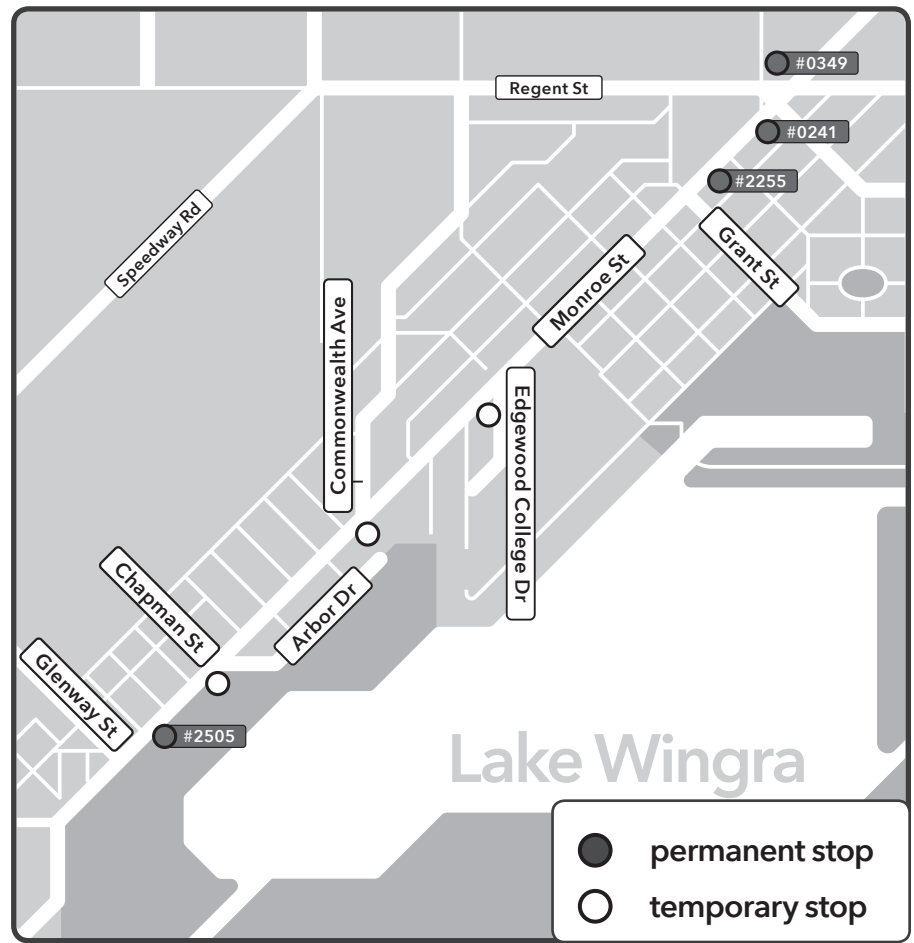 #0349
Regent St
#0241
#2255
Speedway Rd
Grant St
Monroe St
Commonwealth Ave
Edgewood College Dr
Chapman St
Arbor Dr
Glenway St
#2505
Lake Wingra
permanent stop
temporary stop